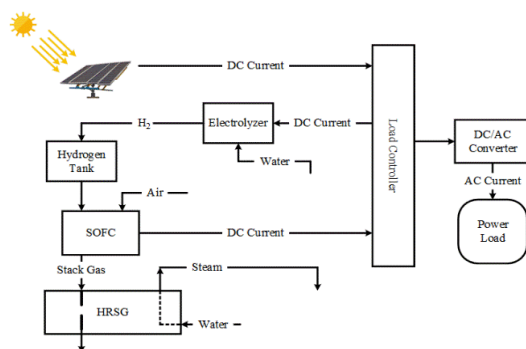 DC Current
H2
Electrolyzer
DC Current
Load Controller
DC/AC
Converter
Hydrogen
Tank
Water
Air
AC Current
SOFC
DC Current
Power
Load
Stack Gas
Steam
HRSG
Water